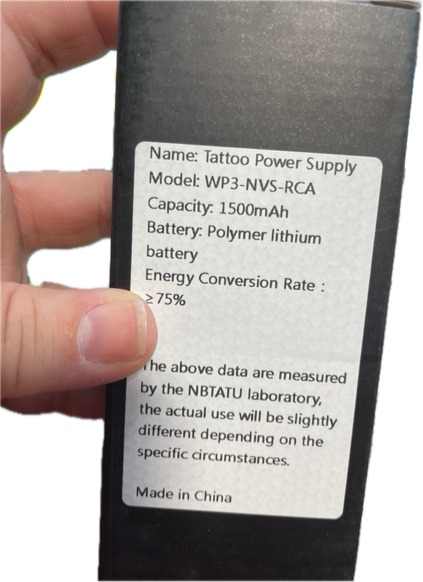 Name: Tattoo Power Supply
Model: WP3-NVS-RCA
Capacity: 1500mAh
Battery: Polymer lithium
battery
Energy Conversion Rate :
≥75%
The above data are measured
by the NBTATU laboratory,
the actual use will be slightly
different depending on the
specific circumstances.
Made in China